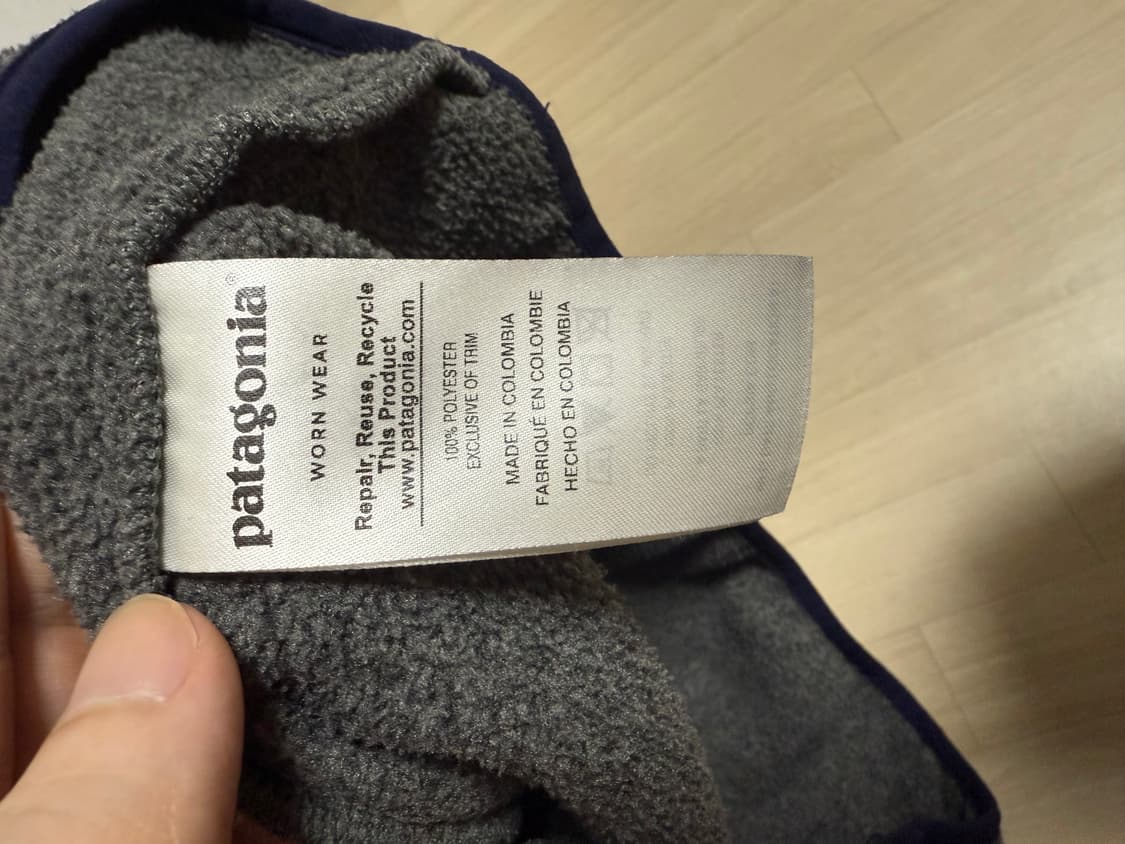 patagonia®
WORN WEAR
Repair, Reuse, Recycle
This Product
www.patagonia.com
100% POLYESTER
EXCLUSIVE OF TRIM
MADE IN COLOMBIA
FABRIQUÉ EN COLOMBIE
HECHO EN COLOMBIA